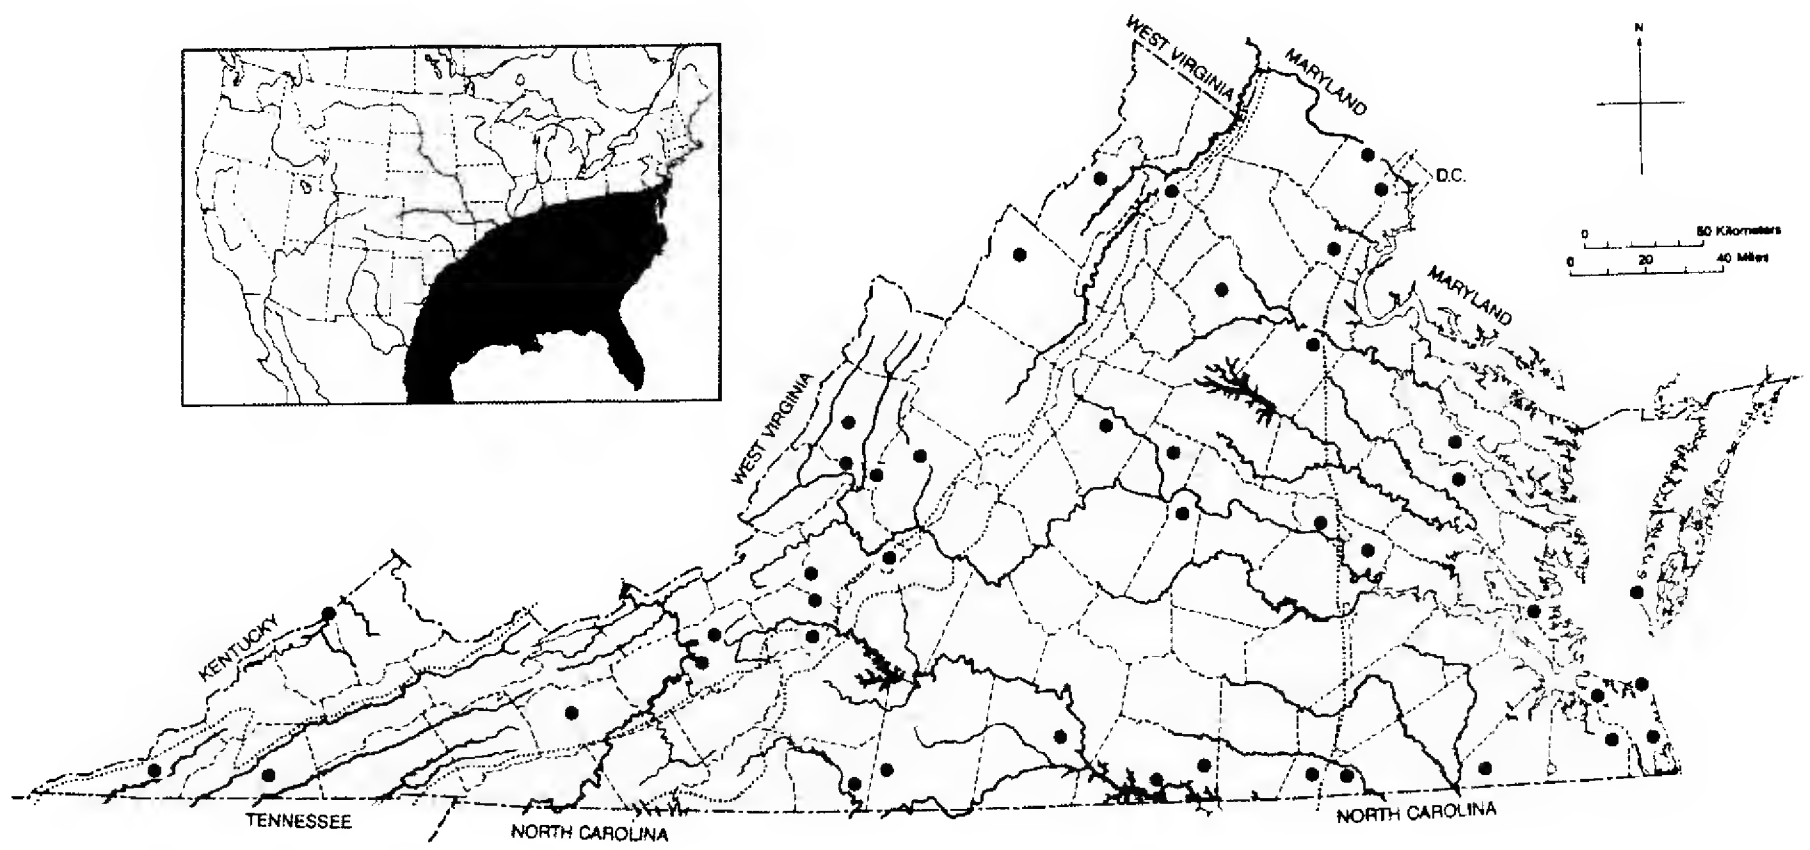 WEST VIRGINIA
MARYLAND
N
D.C.
0 50 Kilometers
0 20 40 Miles
MARYLAND
WEST VIRGINIA
KENTUCKY
TENNESSEE
NORTH CAROLINA
NORTH CAROLINA